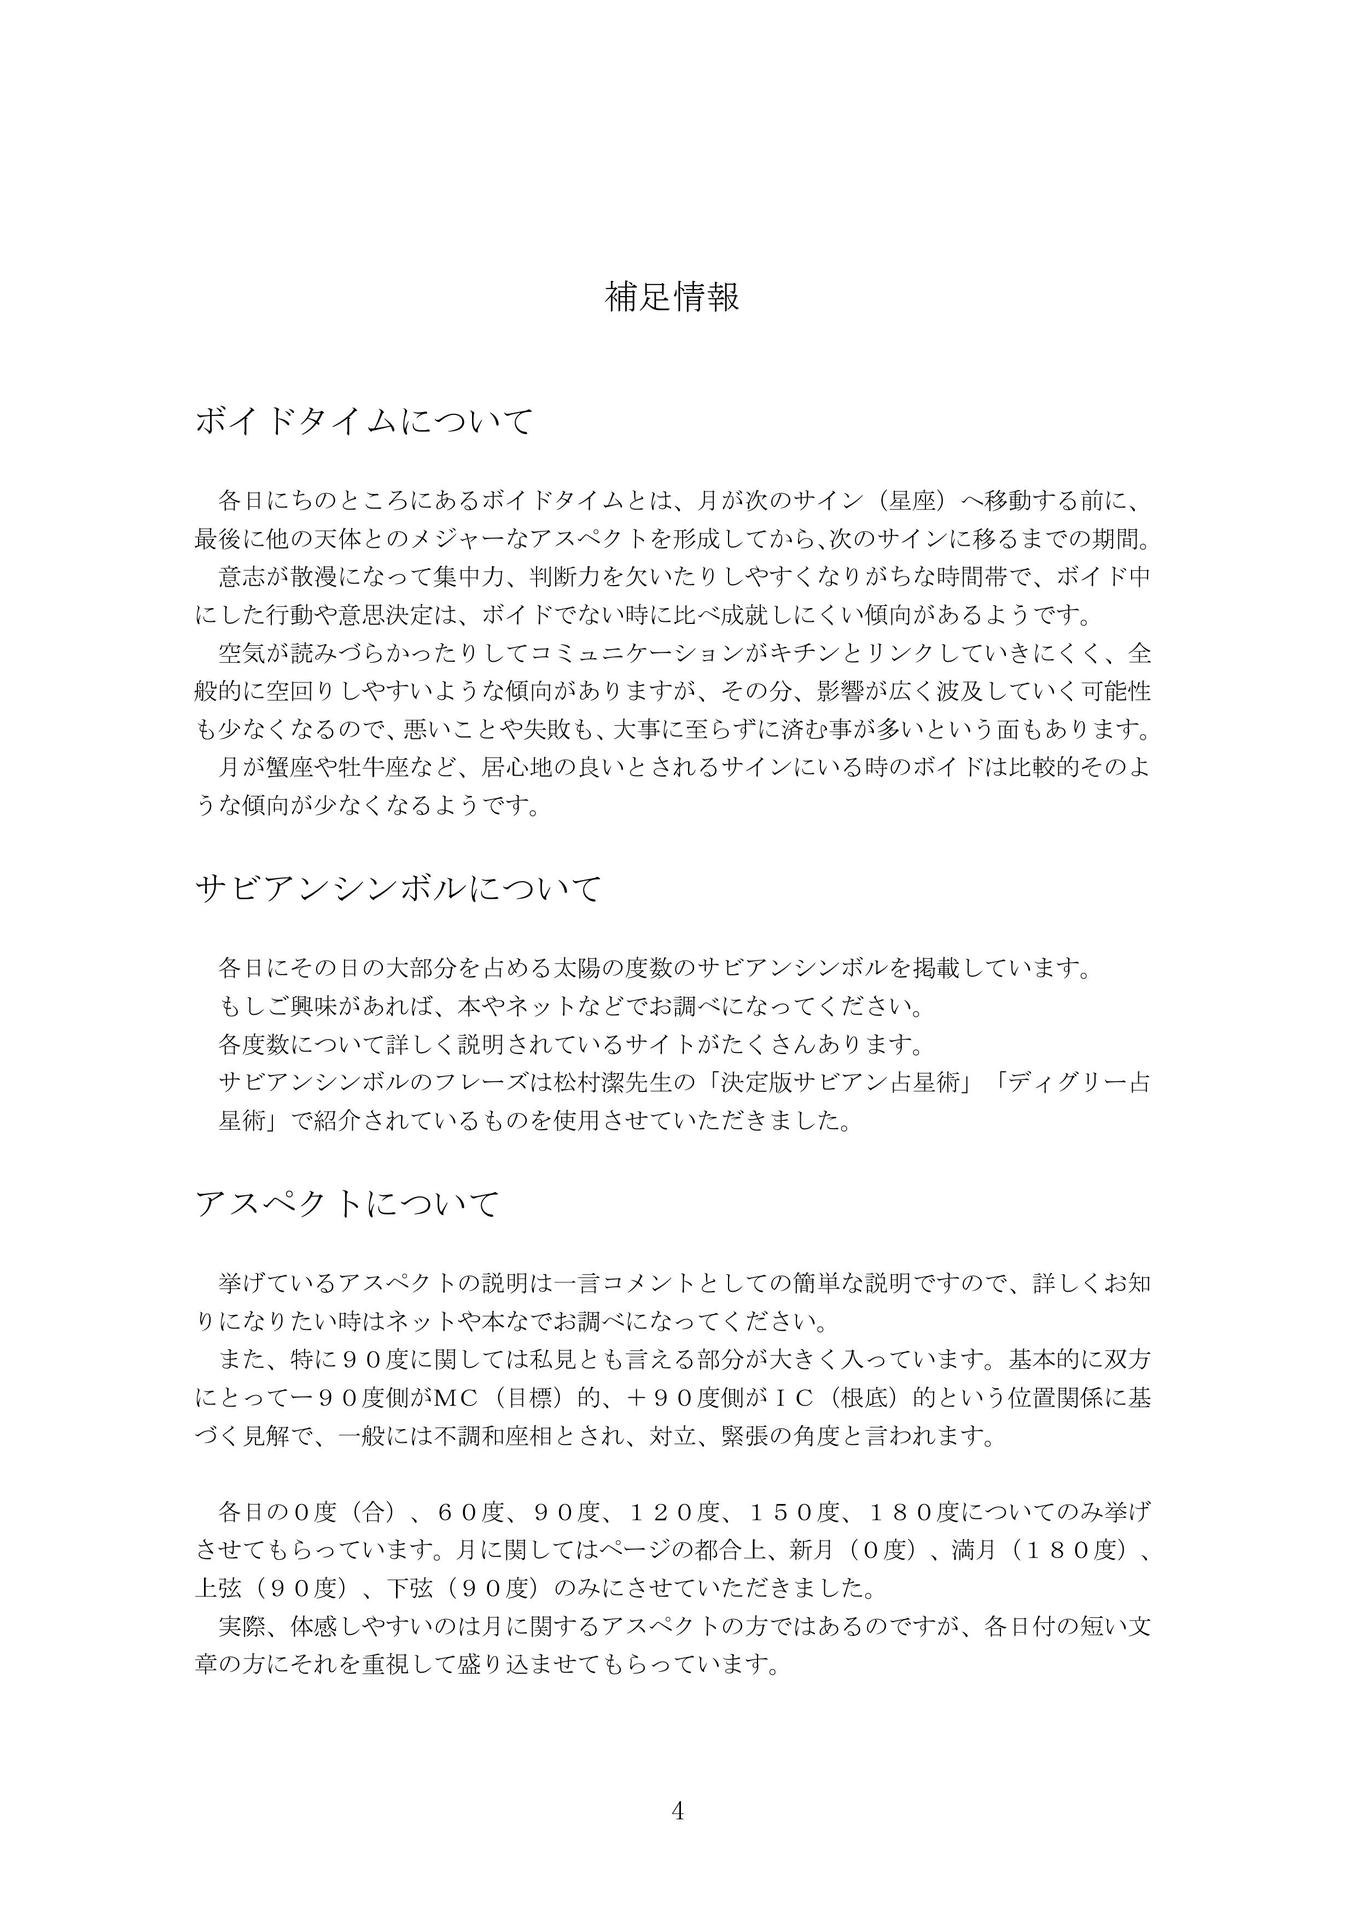 補足情報
ボイドタイムについて
　各日にちのところにあるボイドタイムとは、月が次のサイン（星座）へ移動する前に、
最後に他の天体とのメジャーなアスペクトを形成してから、次のサインに移るまでの期間。
　意志が散漫になって集中力、判断力を欠いたりしやすくなりがちな時間帯で、ボイド中
にした行動や意思決定は、ボイドでない時に比べ成就しにくい傾向があるようです。
　空気が読みづらかったりしてコミュニケーションがキチンとリンクしていきにくく、全
般的に空回りしやすいような傾向がありますが、その分、影響が広く波及していく可能性
も少なくなるので、悪いことや失敗も、大事に至らずに済む事が多いという面もあります。
　月が蟹座や牡牛座など、居心地の良いとされるサインにいる時のボイドは比較的そのよ
うな傾向が少なくなるようです。
サビアンシンボルについて
　各日にその日の大部分を占める太陽の度数のサビアンシンボルを掲載しています。
　もしご興味があれば、本やネットなどでお調べになってください。
　各度数について詳しく説明されているサイトがたくさんあります。
　サビアンシンボルのフレーズは松村潔先生の「決定版サビアン占星術」「ディグリー占
　星術」で紹介されているものを使用させていただきました。
アスペクトについて
　挙げているアスペクトの説明は一言コメントとしての簡単な説明ですので、詳しくお知
りになりたい時はネットや本なでお調べになってください。
　また、特に９０度に関しては私見とも言える部分が大きく入っています。基本的に双方
にとってー９０度側がMC（目標）的、＋９０度側がＩＣ（根底）的という位置関係に基
づく見解で、一般には不調和座相とされ、対立、緊張の角度と言われます。
　各日の０度（合）、６０度、９０度、１２０度、１５０度、１８０度についてのみ挙げ
させてもらっています。月に関してはページの都合上、新月（０度）、満月（１８０度）、
上弦（９０度）、下弦（９０度）のみにさせていただきました。
　実際、体感しやすいのは月に関するアスペクトの方ではあるのですが、各日付の短い文
章の方にそれを重視して盛り込ませてもらっています。
4